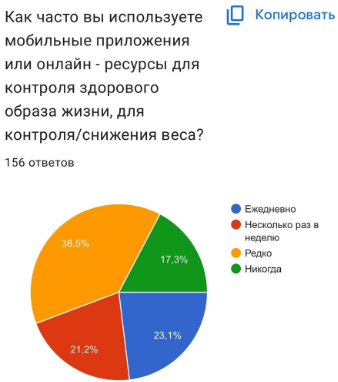 Как часто вы используете
Копировать
мобильные приложения
или онлайн - ресурсы для
контроля здорового
образа жизни, для
контроля/снижения веса?
156 ответов
Ежедневно
Несколько раз в
неделю
Редко
Никогда
38,5%
17,3%
21,2%
23,1%